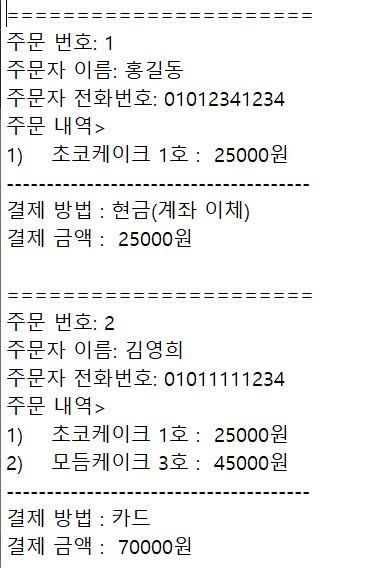 ======================
주문 번호: 1
주문자 이름: 홍길동
주문자 전화번호: 01012341234
주문 내역>
1)    초코케이크 1호 :  25000원
--------------------------------------
결제 방법 : 현금(계좌 이체)
결제 금액 :  25000원

======================
주문 번호: 2
주문자 이름: 김영희
주문자 전화번호: 01011111234
주문 내역>
1)    초코케이크 1호 :  25000원
2)    모듬케이크 3호 :  45000원
--------------------------------------
결제 방법 : 카드
결제 금액 :  70000원